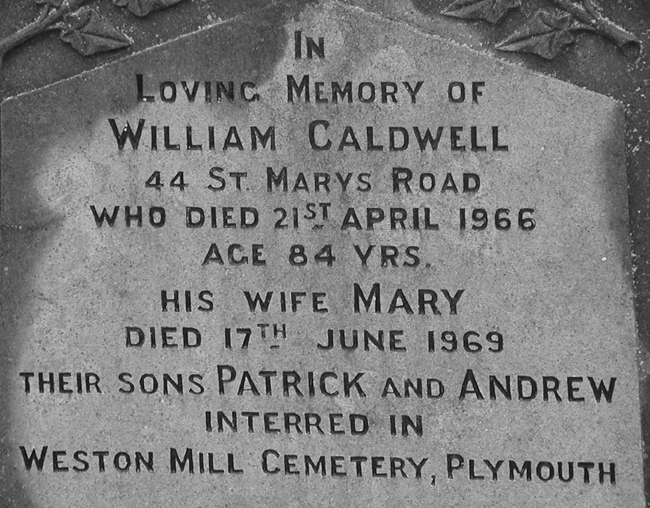 IN
LOVING MEMORY OF
WILLIAM CALDWELL
44 ST. MARYS ROAD
WHO DIED 21ST APRIL 1966
AGE 84 YRS.
HIS WIFE MARY
DIED 17TH JUNE 1969
THEIR SONS PATRICK AND ANDREW
INTERRED IN
WESTON MILL CEMETERY, PLYMOUTH